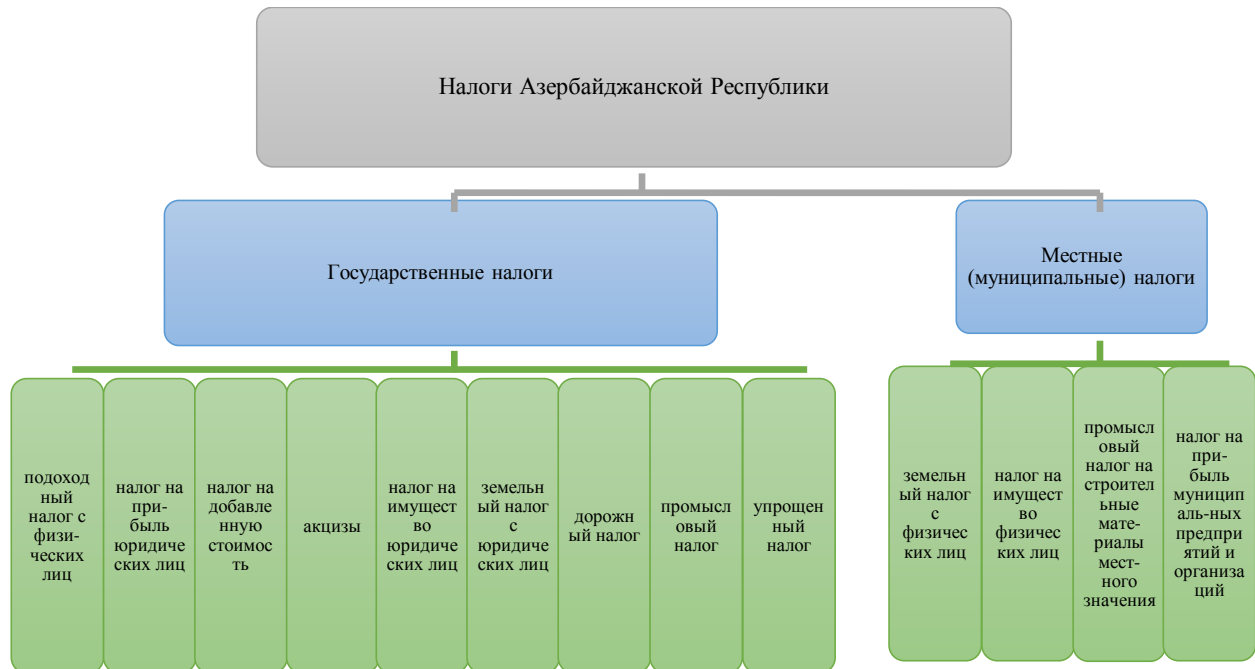 Налоги Азербайджанской Республики
Государственные налоги
Местные
(муниципальные) налоги
подоход
ный
налог с
физи-
ческих
лиц
налог на
при-
быль
юридиче
ских лиц
налог на
добавле
нную
стоимос
ть
акцизы
налог на
имущест
во
юридиче
ских лиц
земельн
ый налог
с
юридиче
ских лиц
дорожн
ый налог
промысл
овый
налог
упрощен
ный
налог
земельн
ый налог
с
физичес
ких лиц
налог на
имущест
во
физичес
ких лиц
промысл
овый
налог на
строител
ьные
мате-
риалы
мест-
ного
значения
налог на
при-
быль
муницип
аль-ных
предпри
ятий и
организа
ций